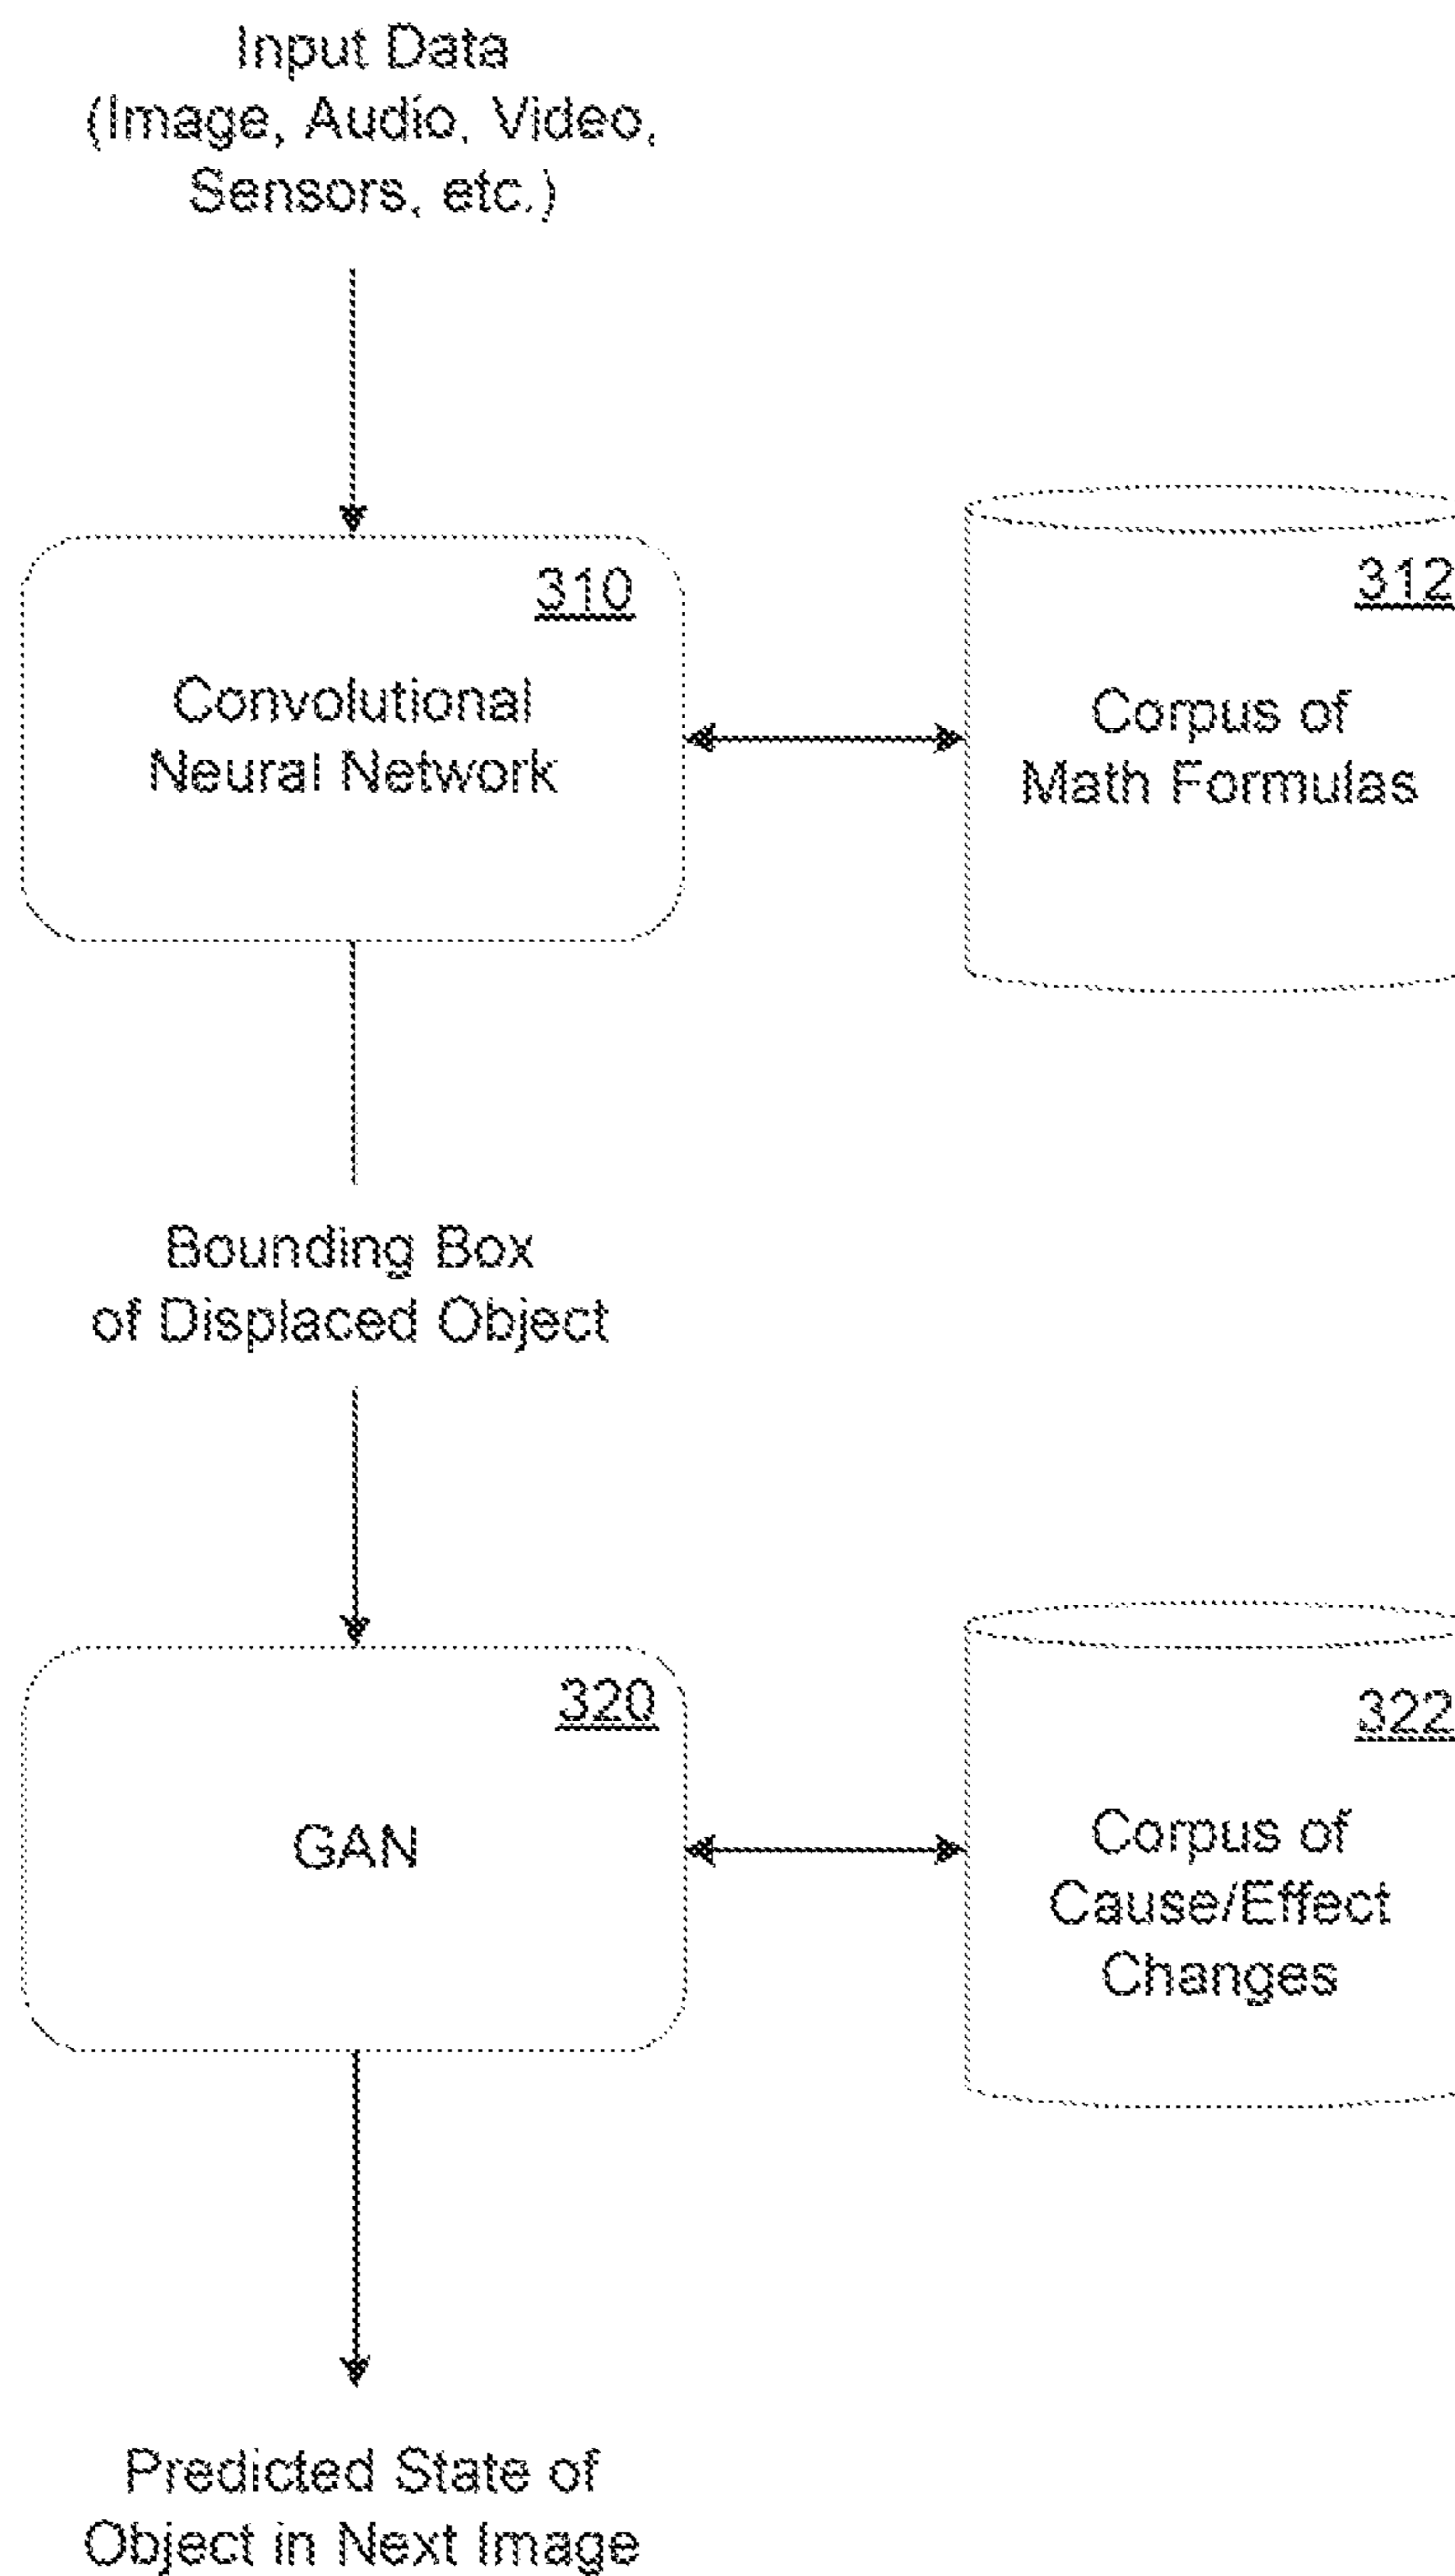 Input Data
(Image, Audio, Video,
Sensors, etc.)
310
Convolutional
Neural Network
312
Corpus of
Math Formulas
Bounding Box
of Displaced Object
320
GAN
322
Corpus of
Cause/Effect
Changes
Predicted State of
Object in Next Image